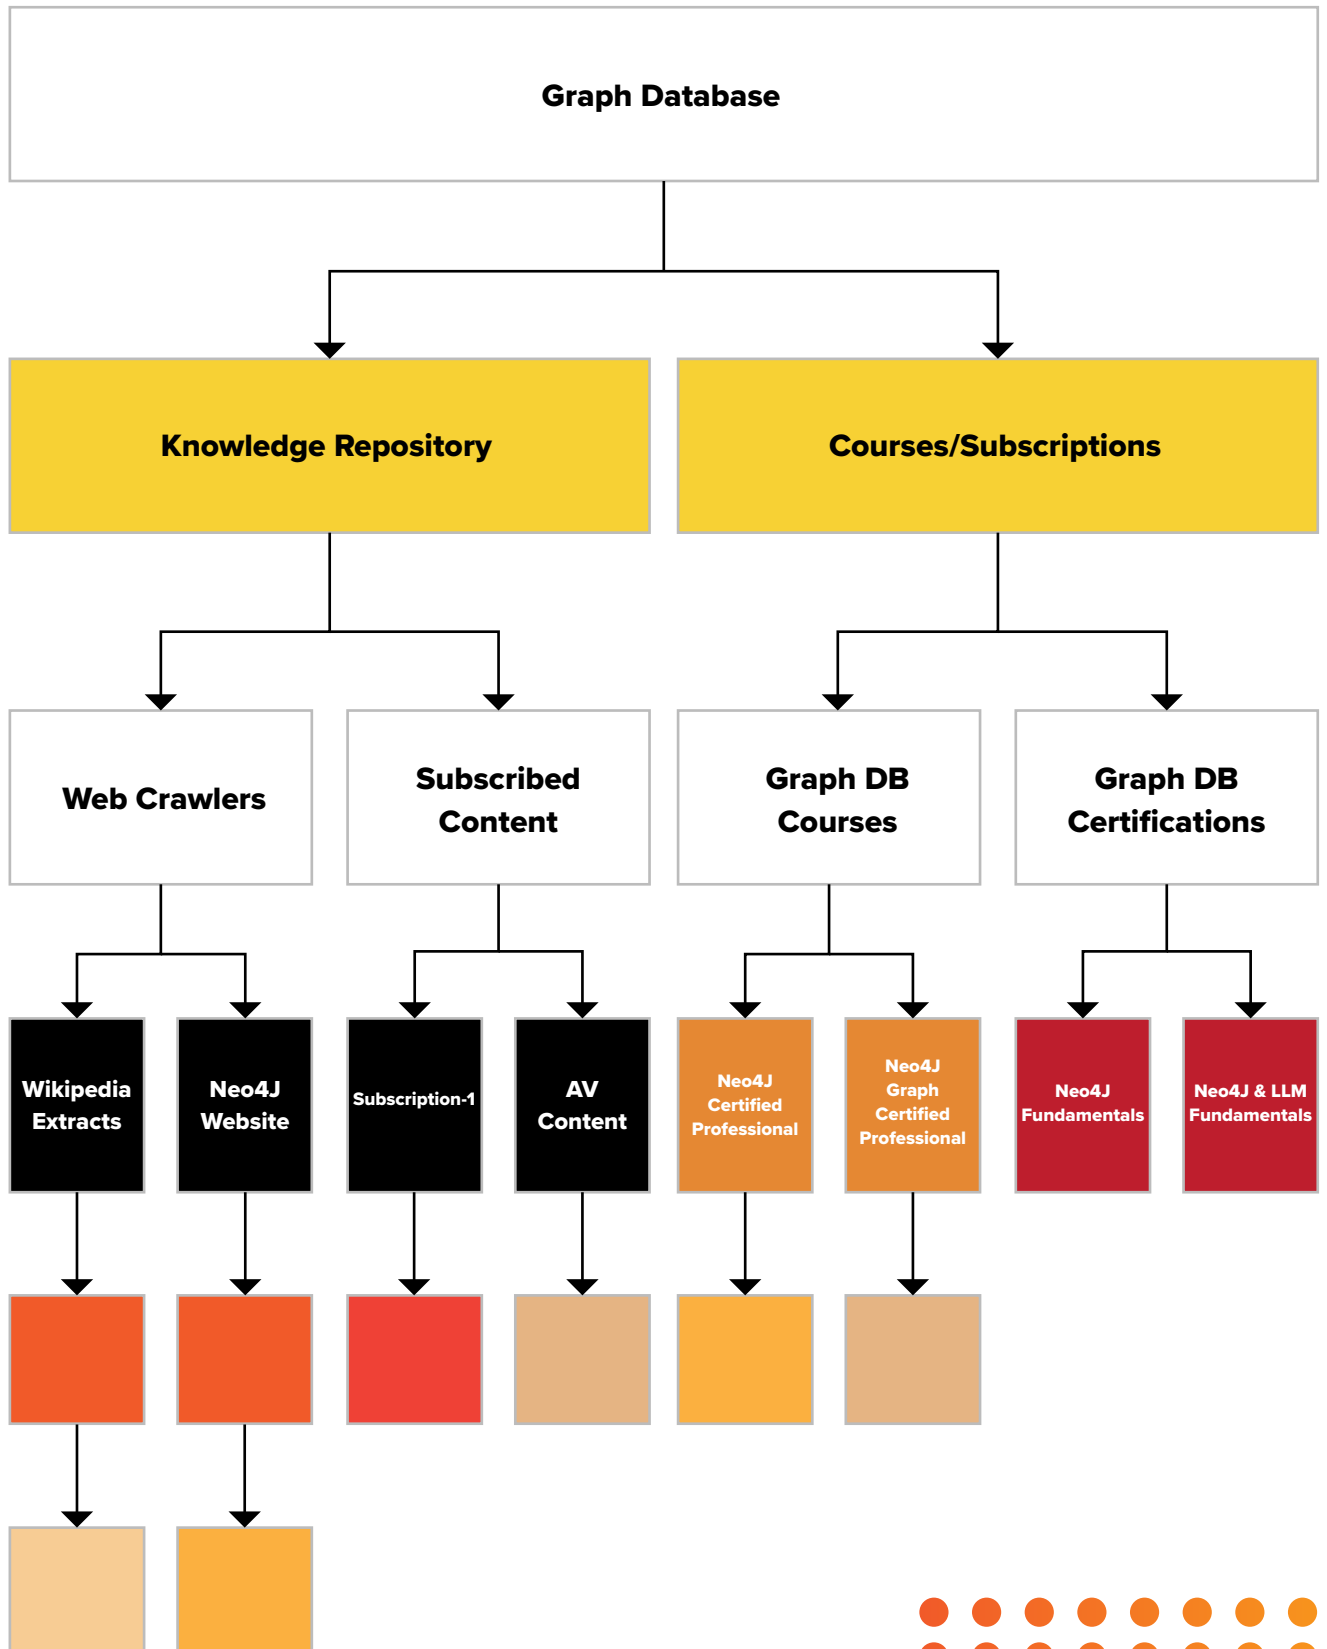 Graph Database
Knowledge Repository
Courses/Subscriptions
Web Crawlers
Subscribed
Content
Graph DB
Courses
Graph DB
Certifications
Wikipedia
Extracts
Neo4J
Website
Subscription-1
AV
Content
Neo4J
Certified
Professional
Neo4J
Graph
Certified
Professional
Neo4J
Fundamentals
Neo4J & LLM
Fundamentals